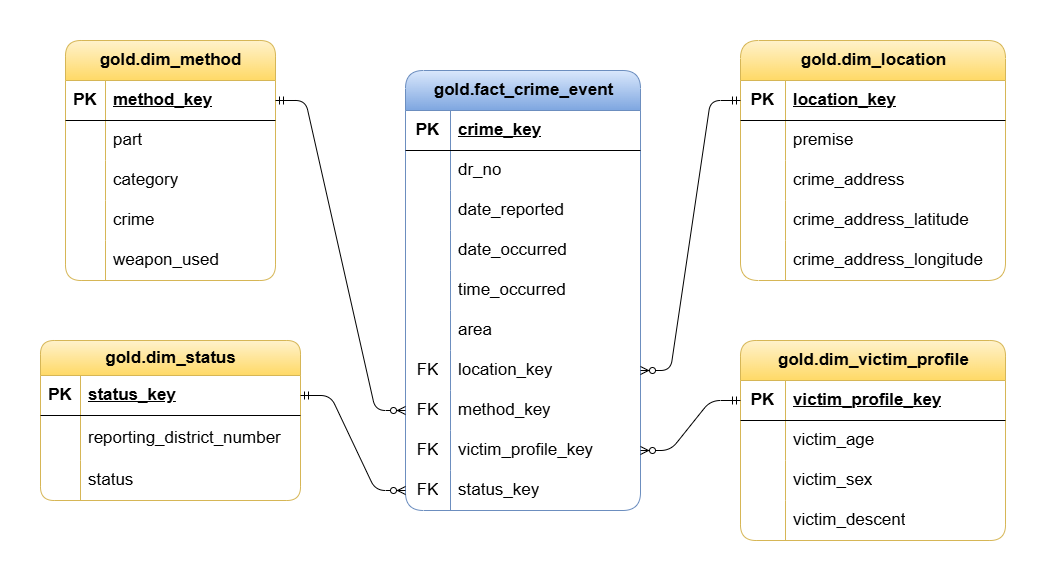 gold.dim_method
PK method_key
part
category
crime
weapon_used
gold.dim_status
PK status_key
reporting_district_number
status
gold.fact_crime_event
PK crime_key
dr_no
date_reported
date_occurred
time_occurred
area
FK location_key
FK method_key
FK victim_profile_key
FK status_key
gold.dim_location
PK location_key
premise
crime_address
crime_address_latitude
crime_address_longitude
gold.dim_victim_profile
PK victim_profile_key
victim_age
victim_sex
victim_descent